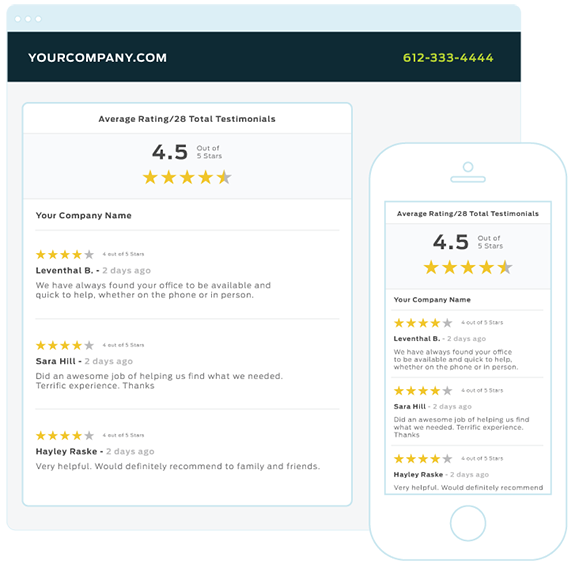 YOURCOMPANY.COM
612-333-4444
Average Rating/28 Total Testimonials
4.5 Out of
5 Stars
Your Company Name
4 out of 5 Stars
Leventhal B. - 2 days ago
We have always found your office to be available and
quick to help, whether on the phone or in person.
4 out of 5 Stars
Sara Hill - 2 days ago
Did an awesome job of helping us find what we needed.
Terrific experience. Thanks
4 out of 5 Stars
Hayley Raske - 2 days ago
Very helpful. Would definitely recommend to family and friends.
Average Rating/28 Total Testimonials
4.5 Out of
5 Stars
Your Company Name
4 out of 5 Stars
Leventhal B. - 2 days ago
We have always found your office
to be available and quick to help,
whether on the phone or in person.
4 out of 5 Stars
Sara Hill - 2 days ago
Did an awesome job of helping us find
what we needed. Terrific experience.
Thanks
4 out of 5 Stars
Hayley Raske - 2 days ago
Very helpful. Would definitely recommend